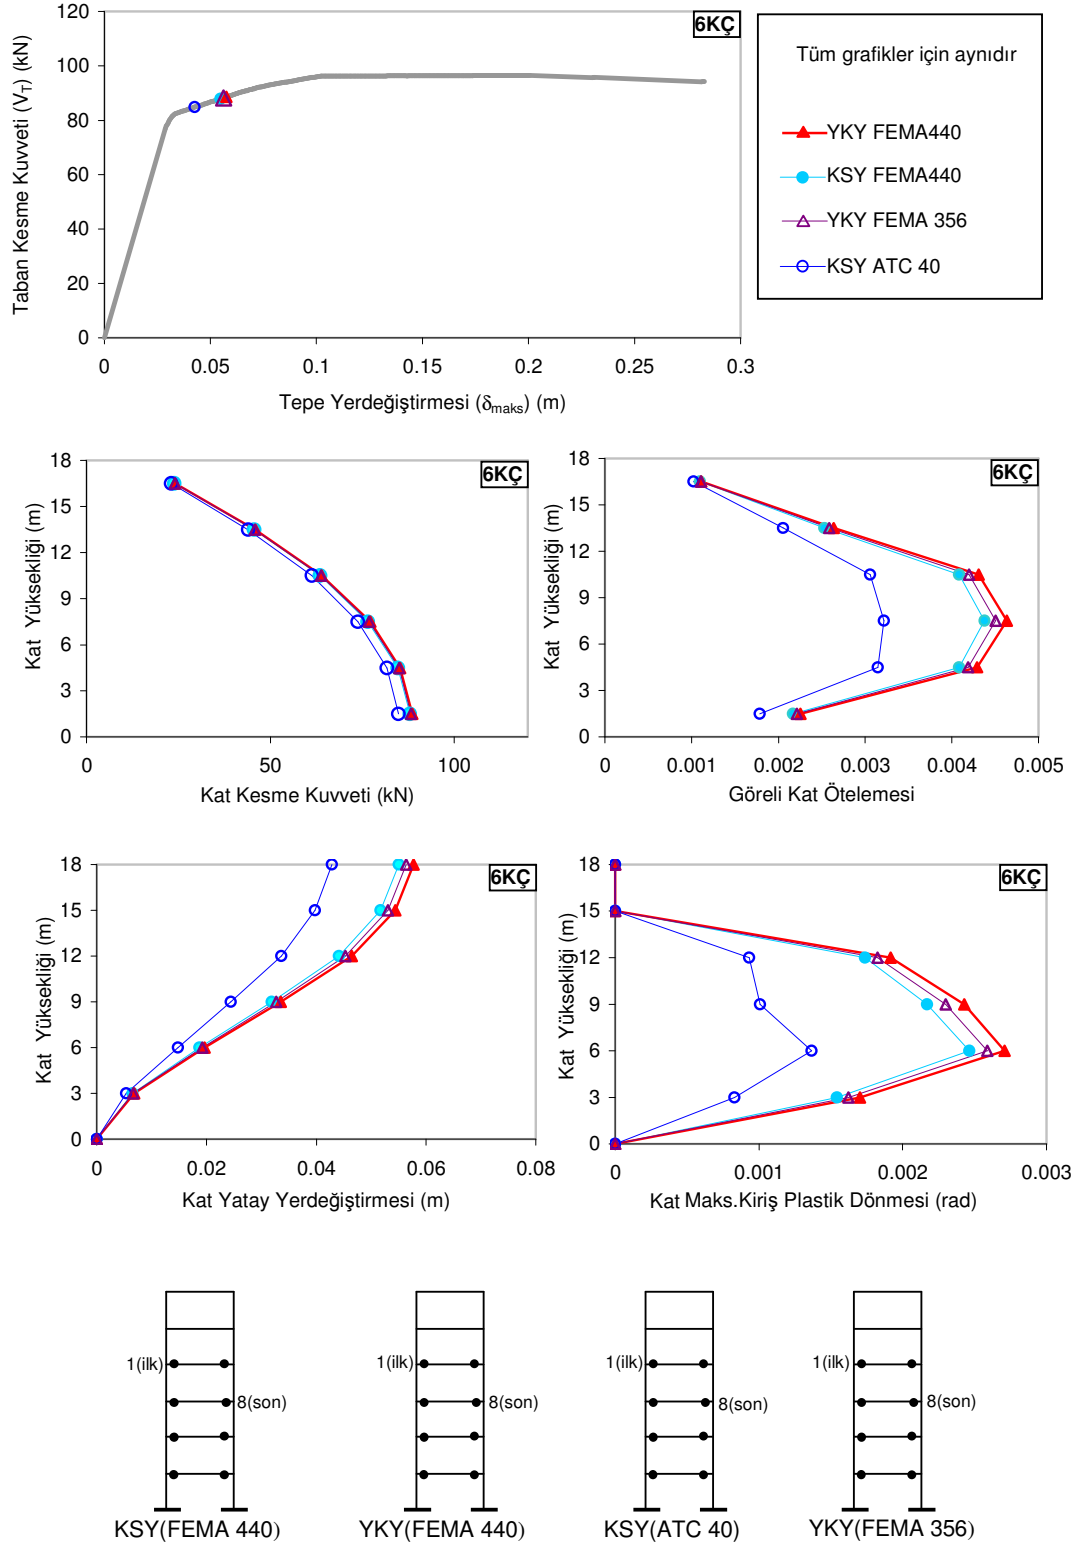 120
100
80
60
40
20
0
Taban Kesme Kuvveti (V_T) (kN)
6KÇ
0 0.05 0.1 0.15 0.2 0.25 0.3
Tepe Yerdeğiştirmesi (δ_maks) (m)
Tüm grafikler için aynıdır
YKY FEMA440
KSY FEMA440
YKY FEMA 356
KSY ATC 40
18
15
12
9
6
3
0
Kat Yüksekliği (m)
6KÇ
0 50 100
Kat Kesme Kuvveti (kN)
18
15
12
9
6
3
0
Kat Yüksekliği (m)
6KÇ
0 0.001 0.002 0.003 0.004 0.005
Göreli Kat Ötelemesi
18
15
12
9
6
3
0
Kat Yüksekliği (m)
6KÇ
0 0.02 0.04 0.06 0.08
Kat Yatay Yerdeğiştirmesi (m)
18
15
12
9
6
3
0
Kat Yüksekliği (m)
6KÇ
0 0.001 0.002 0.003
Kat Maks.Kiriş Plastik Dönmesi (rad)
1(ilk)
8(son)
KSY(FEMA 440)
1(ilk)
8(son)
YKY(FEMA 440)
1(ilk)
8(son)
KSY(ATC 40)
1(ilk)
8(son)
YKY(FEMA 356)